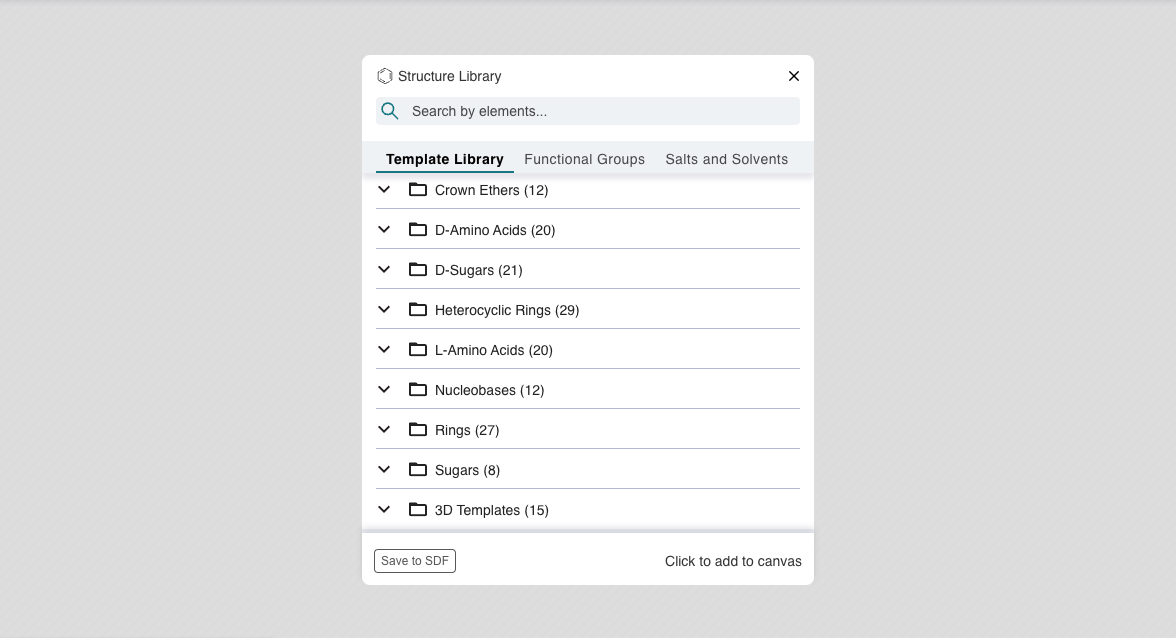 Structure Library
Search by elements...
Template Library Functional Groups Salts and Solvents
Crown Ethers (12)
D-Amino Acids (20)
D-Sugars (21)
Heterocyclic Rings (29)
L-Amino Acids (20)
Nucleobases (12)
Rings (27)
Sugars (8)
3D Templates (15)
Save to SDF Click to add to canvas